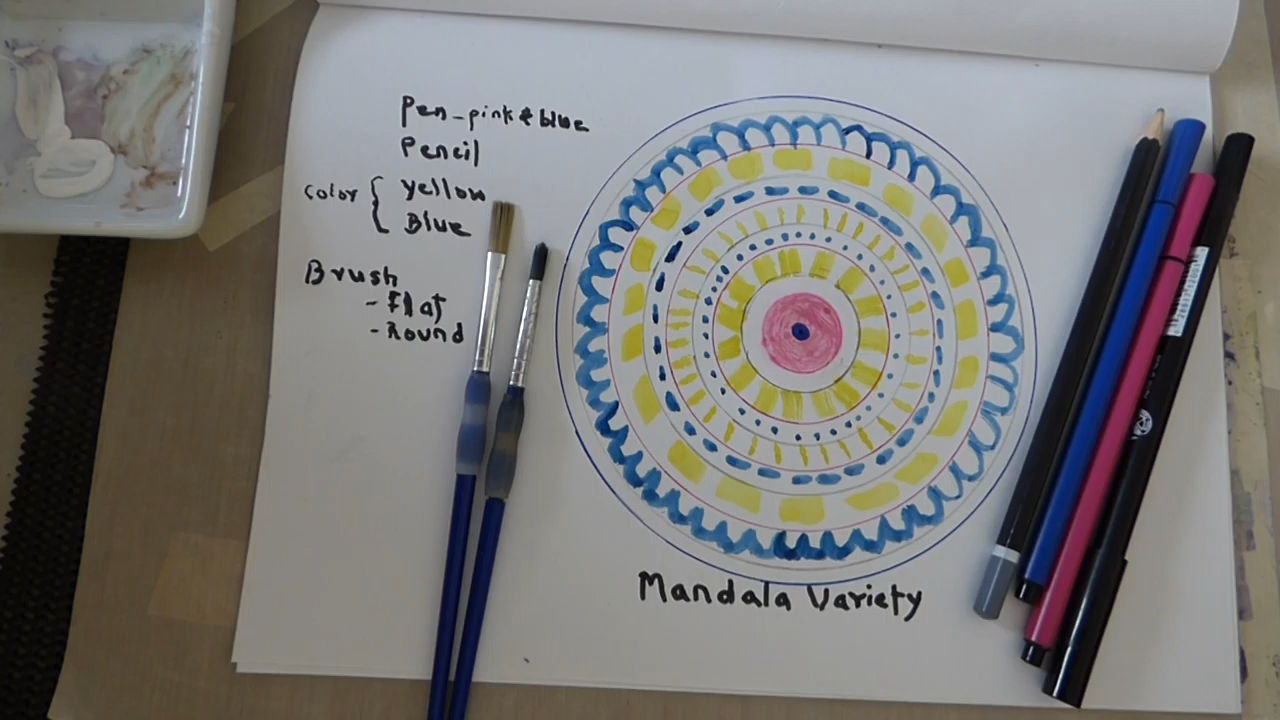 Pen - pink & blue
Pencil
Color { Yellow
Blue
Brush
- Flat
- Round
Mandala Variety